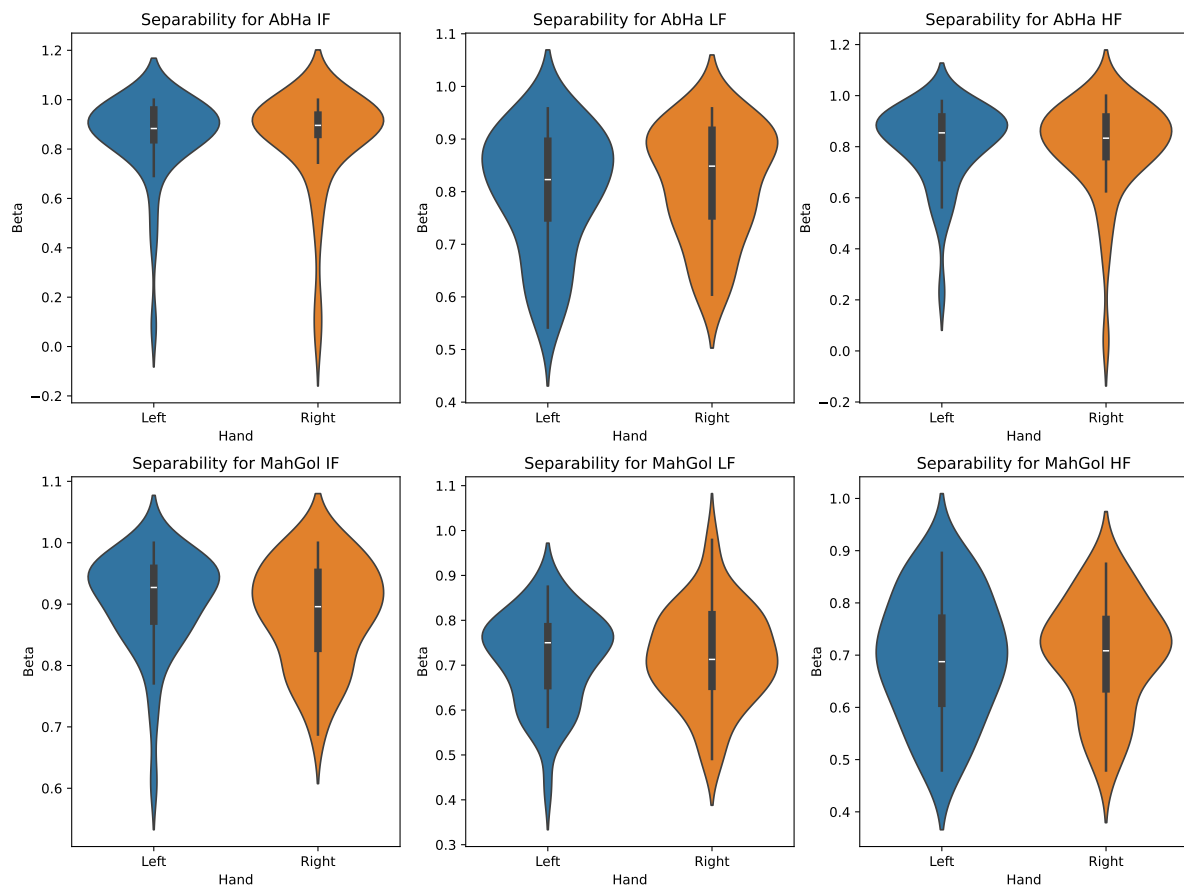 Separability for AbHa IF
Separability for AbHa LF
Separability for AbHa HF
1.2
1.0
0.8
0.6
0.4
0.2
0.0
−0.2
Beta
Left
Right
Hand
1.1
1.0
0.9
0.8
0.7
0.6
0.5
0.4
Beta
Left
Right
Hand
1.2
1.0
0.8
0.6
0.4
0.2
0.0
−0.2
Beta
Left
Right
Hand
Separability for MahGol IF
Separability for MahGol LF
Separability for MahGol HF
1.1
1.0
0.9
0.8
0.7
0.6
Beta
Left
Right
Hand
1.1
1.0
0.9
0.8
0.7
0.6
0.5
0.4
0.3
Beta
Left
Right
Hand
1.0
0.9
0.8
0.7
0.6
0.5
0.4
Beta
Left
Right
Hand